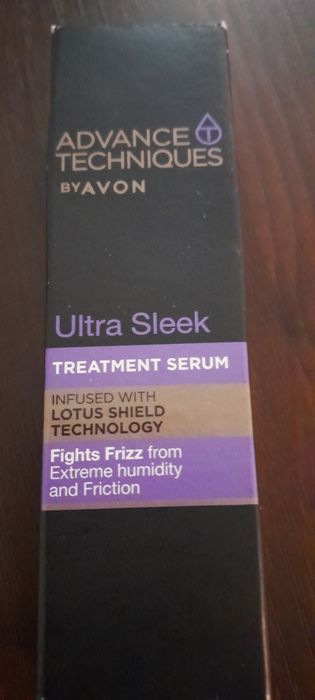 ADVANCE T
TECHNIQUES
BY AVON
Ultra Sleek
TREATMENT SERUM
INFUSED WITH
LOTUS SHIELD
TECHNOLOGY
Fights Frizz from
Extreme humidity
and Friction